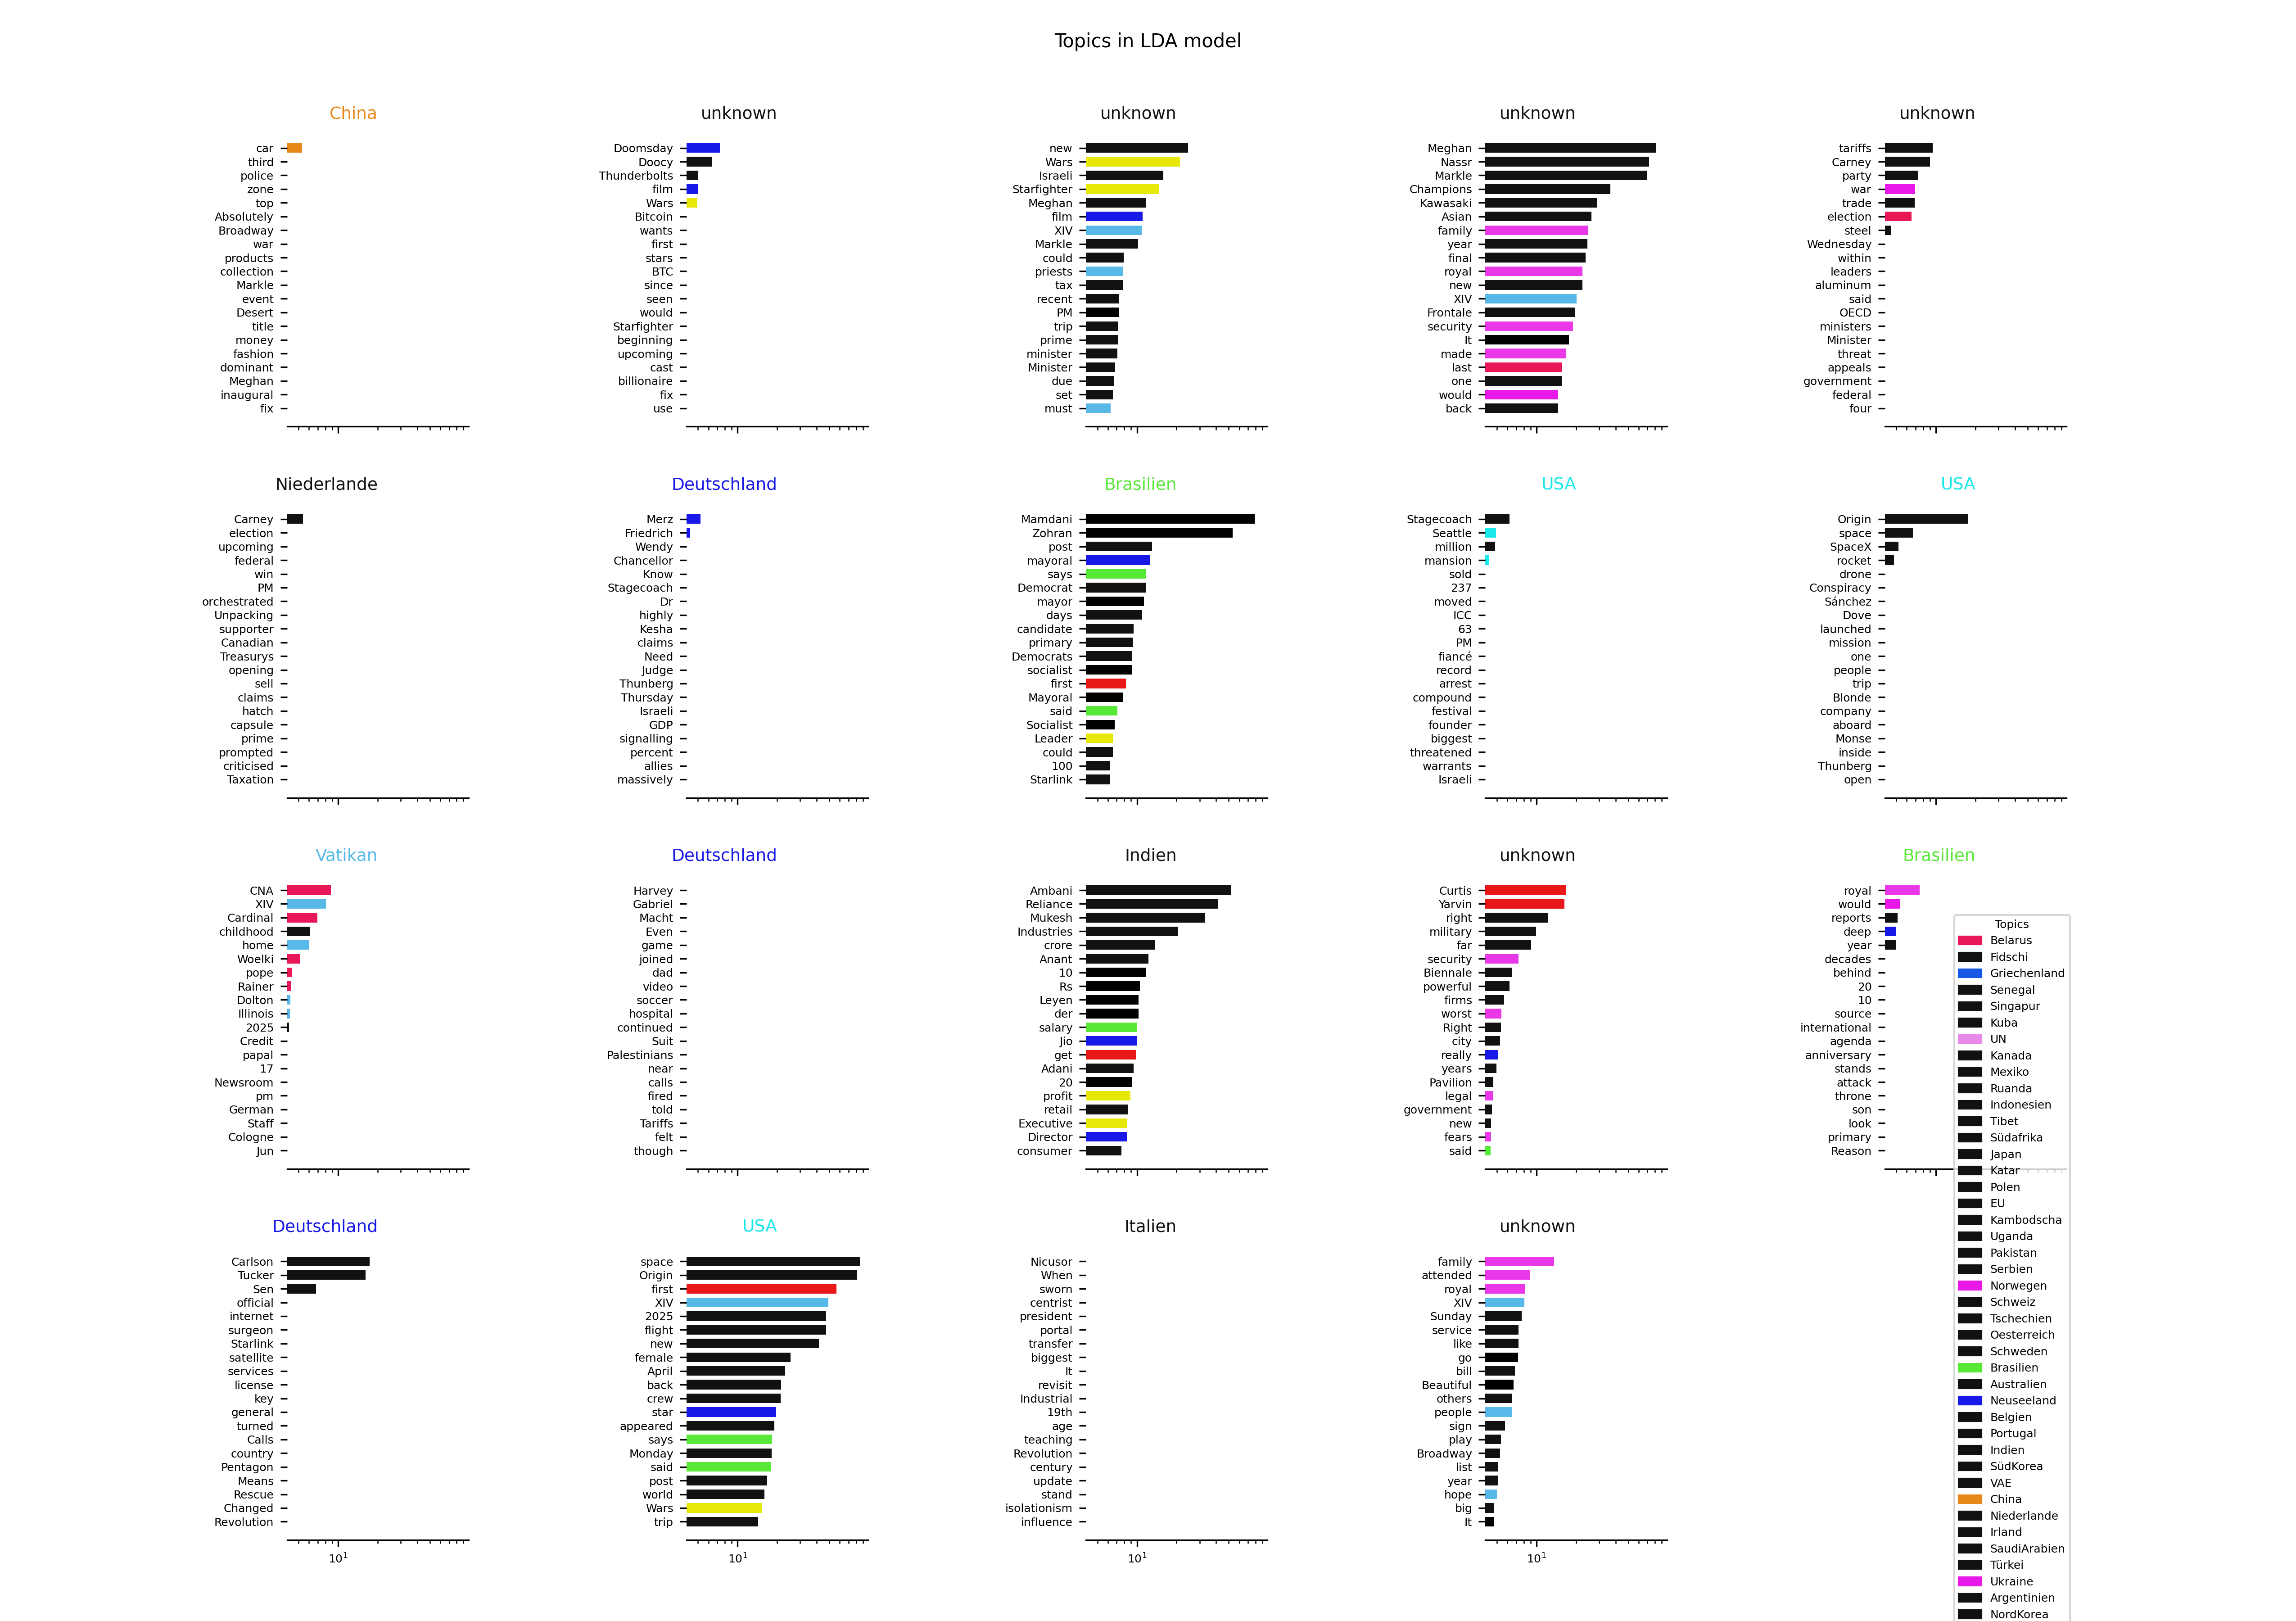 Topics in LDA model
China
car
third
police
zone
top
Absolutely
Broadway
war
products
collection
Markle
event
Desert
title
money
fashion
dominant
Meghan
inaugural
fix
unknown
Doomsday
Doocy
Thunderbolts
film
Wars
Bitcoin
wants
first
stars
BTC
since
seen
would
Starfighter
beginning
upcoming
cast
billionaire
fix
use
unknown
new
Wars
Israeli
Starfighter
Meghan
film
XIV
Markle
could
priests
tax
recent
PM
trip
prime
minister
Minister
due
set
must
unknown
Meghan
Nassr
Markle
Champions
Kawasaki
Asian
family
year
final
royal
new
XIV
Frontale
security
It
made
last
one
would
back
unknown
tariffs
Carney
party
war
trade
election
steel
Wednesday
within
leaders
aluminum
said
OECD
ministers
Minister
threat
appeals
government
federal
four
Niederlande
Carney
election
upcoming
federal
win
PM
orchestrated
Unpacking
supporter
Canadian
Treasurys
opening
sell
claims
hatch
capsule
prime
prompted
criticised
Taxation
Deutschland
Merz
Friedrich
Wendy
Chancellor
Know
Stagecoach
Dr
highly
Kesha
claims
Need
Judge
Thunberg
Thursday
Israeli
GDP
signalling
percent
allies
massively
Brasilien
Mamdani
Zohran
post
mayoral
says
Democrat
mayor
days
candidate
primary
Democrats
socialist
first
Mayoral
said
Socialist
Leader
could
100
Starlink
USA
Stagecoach
Seattle
million
mansion
sold
237
moved
ICC
63
PM
fiancé
record
arrest
compound
festival
founder
biggest
threatened
warrants
Israeli
USA
Origin
space
SpaceX
rocket
drone
Conspiracy
Sánchez
Dove
launched
mission
one
people
trip
Blonde
company
aboard
Monse
inside
Thunberg
open
Vatikan
CNA
XIV
Cardinal
childhood
home
Woelki
pope
Rainer
Dolton
Illinois
2025
Credit
papal
17
Newsroom
pm
German
Staff
Cologne
Jun
Deutschland
Harvey
Gabriel
Macht
Even
game
joined
dad
video
soccer
hospital
continued
Suit
Palestinians
near
calls
fired
told
Tariffs
felt
though
Indien
Ambani
Reliance
Mukesh
Industries
crore
Anant
10
Rs
Leyen
der
salary
Jio
get
Adani
20
profit
retail
Executive
Director
consumer
unknown
Curtis
Yarvin
right
military
far
security
Biennale
powerful
firms
worst
Right
city
really
years
Pavilion
legal
government
new
fears
said
Brasilien
royal
would
reports
deep
year
decades
behind
20
10
source
international
agenda
anniversary
stands
attack
throne
son
look
primary
Reason
Deutschland
Carlson
Tucker
Sen
official
internet
surgeon
Starlink
satellite
services
license
key
general
turned
Calls
country
Pentagon
Means
Rescue
Changed
Revolution
10¹
USA
space
Origin
first
XIV
2025
flight
new
female
April
back
crew
star
appeared
says
Monday
said
post
world
Wars
trip
10¹
Italien
Nicusor
When
sworn
centrist
president
portal
transfer
biggest
It
revisit
Industrial
19th
age
teaching
Revolution
century
update
stand
isolationism
influence
10¹
unknown
family
attended
royal
XIV
Sunday
service
like
go
bill
Beautiful
others
people
sign
play
Broadway
list
year
hope
big
It
10¹
Topics
Belarus
Fidschi
Griechenland
Senegal
Singapur
Kuba
UN
Kanada
Mexiko
Ruanda
Indonesien
Tibet
Südafrika
Japan
Katar
Polen
EU
Kambodscha
Uganda
Pakistan
Serbien
Norwegen
Schweiz
Tschechien
Oesterreich
Schweden
Brasilien
Australien
Neuseeland
Belgien
Portugal
Indien
SüdKorea
VAE
China
Niederlande
Irland
SaudiArabien
Türkei
Ukraine
Argentinien
NordKorea